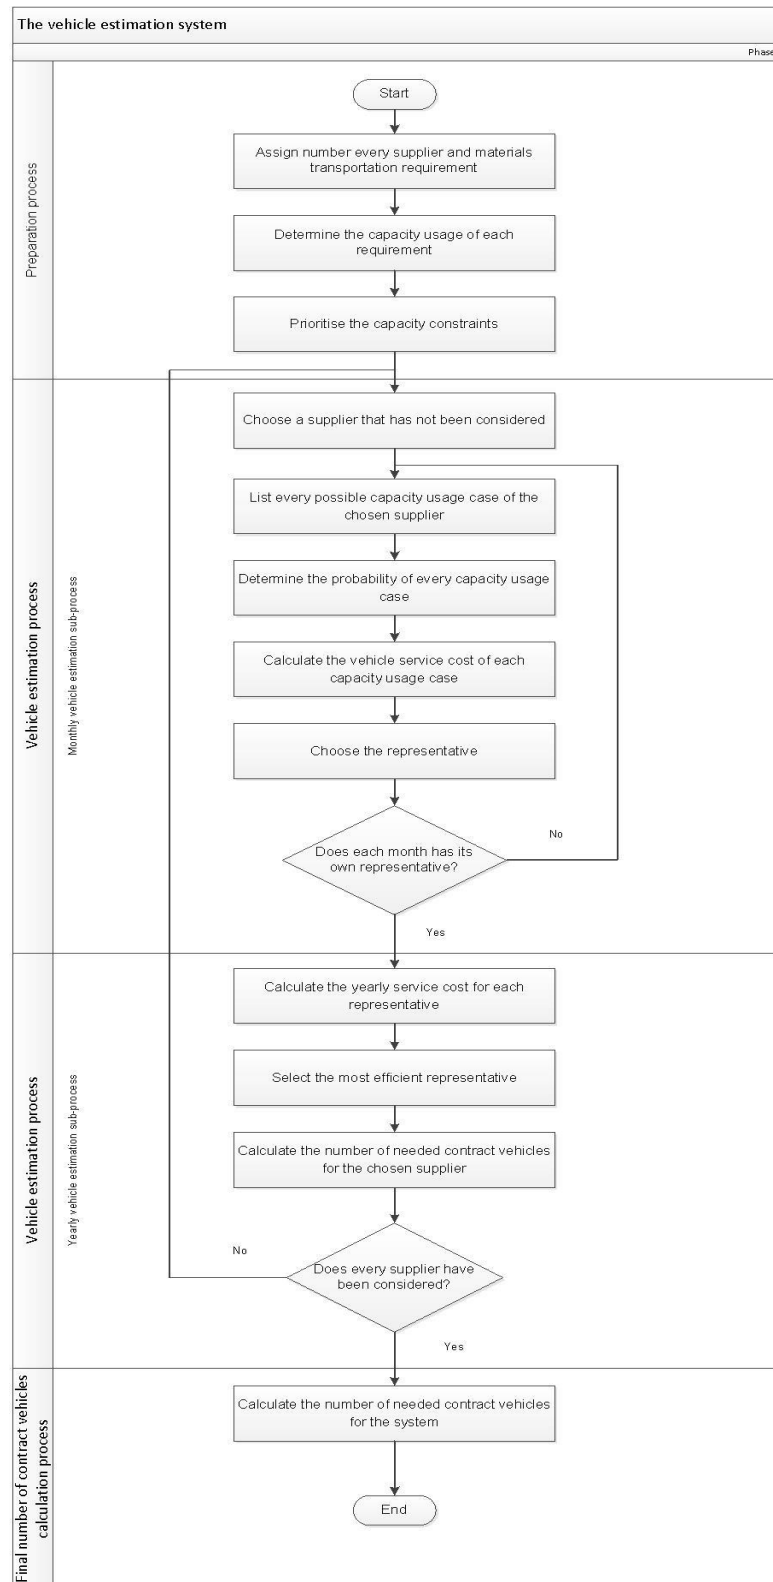 The vehicle estimation system
Phase
Preparation process
Start
Assign number every supplier and materials
transportation requirement
Determine the capacity usage of each
requirement
Prioritise the capacity constraints
Vehicle estimation process
Monthly vehicle estimation sub-process
Choose a supplier that has not been considered
List every possible capacity usage case of the
chosen supplier
Determine the probability of every capacity usage
case
Calculate the vehicle service cost of each
capacity usage case
Choose the representative
Does each month has its
own representative?
No
Yes
Vehicle estimation process
Yearly vehicle estimation sub-process
Calculate the yearly service cost for each
representative
Select the most efficient representative
Calculate the number of needed contract vehicles
for the chosen supplier
Does every supplier have
been considered?
No
Yes
Final number of contract vehicles
calculation process
Calculate the number of needed contract vehicles
for the system
End